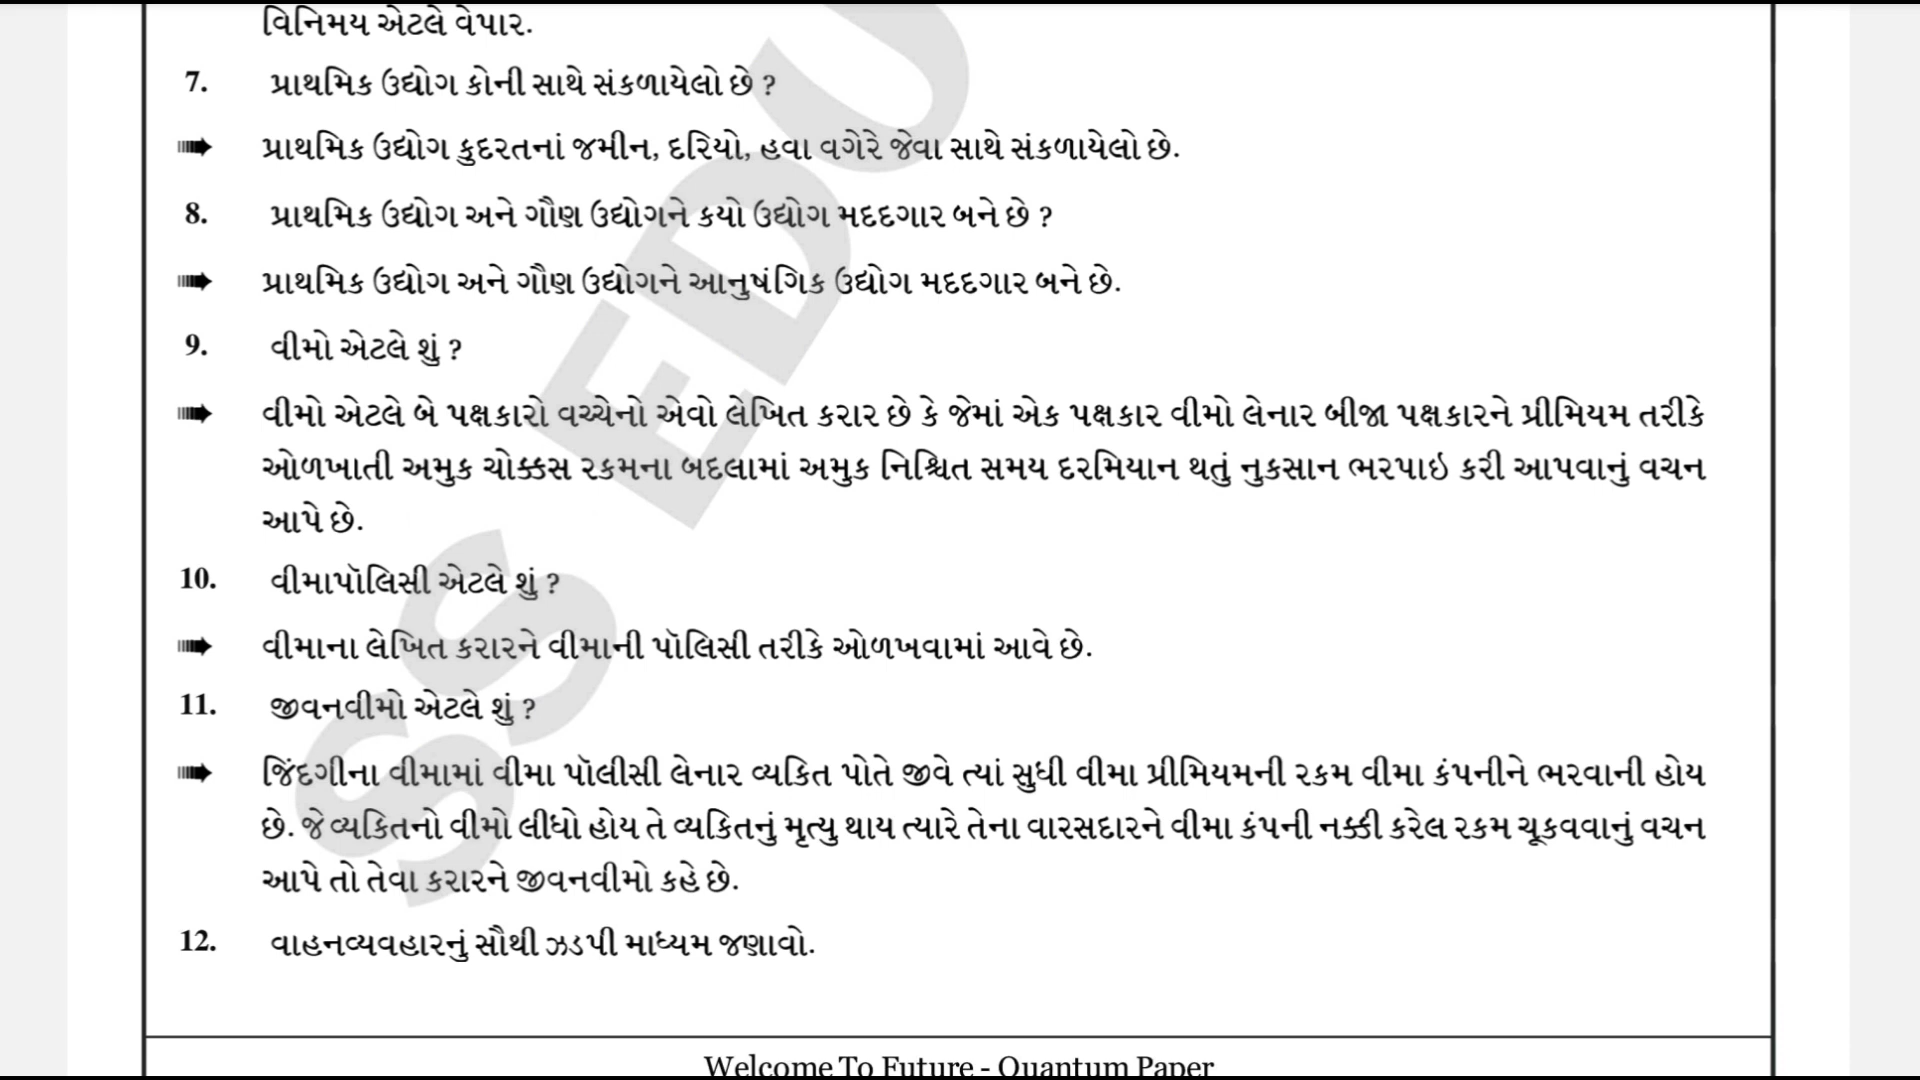 વિનિમય એટલે વેપાર.
7. પ્રાથમિક ઉદ્યોગ કોની સાથે સંકળાયેલો છે ?
➠ પ્રાથમિક ઉદ્યોગ કુદરતનાં જમીન, દરિયો, હવા વગેરે જેવા સાથે સંકળાયેલો છે.
8. પ્રાથમિક ઉદ્યોગ અને ગૌણ ઉદ્યોગને કયો ઉદ્યોગ મદદગાર બને છે ?
➠ પ્રાથમિક ઉદ્યોગ અને ગૌણ ઉદ્યોગને આનુષંગિક ઉદ્યોગ મદદગાર બને છે.
9. વીમો એટલે શું ?
➠ વીમો એટલે બે પક્ષકારો વચ્ચેનો એવો લેખિત કરાર છે કે જેમાં એક પક્ષકાર વીમો લેનાર બીજા પક્ષકારને પ્રીમિયમ તરીકે
ઓળખાતી અમુક ચોક્કસ રકમના બદલામાં અમુક નિશ્ચિત સમય દરમિયાન થતું નુકસાન ભરપાઇ કરી આપવાનું વચન
આપે છે.
10. વીમાપૉલિસી એટલે શું ?
➠ વીમાના લેખિત કરારને વીમાની પૉલિસી તરીકે ઓળખવામાં આવે છે.
11. જીવનવીમો એટલે શું ?
➠ જિંદગીના વીમામાં વીમા પૉલીસી લેનાર વ્યકિત પોતે જીવે ત્યાં સુધી વીમા પ્રીમિયમની રકમ વીમા કંપનીને ભરવાની હોય
છે. જે વ્યકિતનો વીમો લીધો હોય તે વ્યકિતનું મૃત્યુ થાય ત્યારે તેના વારસદારને વીમા કંપની નક્કી કરેલ રકમ ચૂકવવાનું વચન
આપે તો તેવા કરારને જીવનવીમો કહે છે.
12. વાહનવ્યવહારનું સૌથી ઝડપી માધ્યમ જણાવો.
Welcome To Future - Quantum Paper
SS EDU